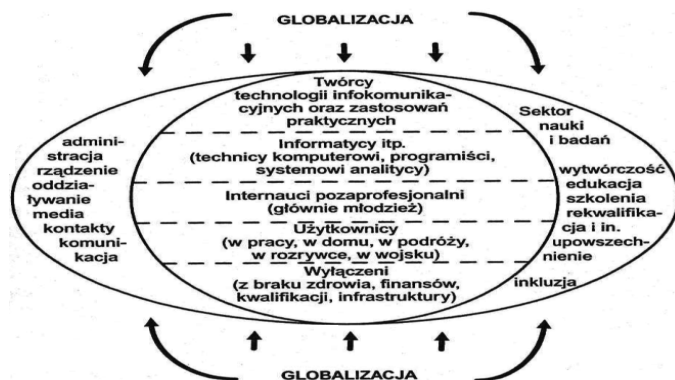 GLOBALIZACJA
Twórcy
technologii infokomunika-
cyjnych oraz zastosowań
praktycznych
Informatycy itp.
(technicy komputerowi, programiści,
systemowi analitycy)
Internauci pozaprofesjonalni
(głównie młodzież)
Użytkownicy
(w pracy, w domu, w podróży,
w rozrywce, w wojsku)
Wyłączeni
(z braku zdrowia, finansów,
kwalifikacji, infrastruktury)
admini-
stracja
rządzenie
oddzia-
ływanie
media
kontakty
komuni-
kacja
Sektor
nauki
i badań
wytwórczość
edukacja
szkolenia
rekwalifika-
cja i in.
upowszech-
nienie
inkluzja
GLOBALIZACJA